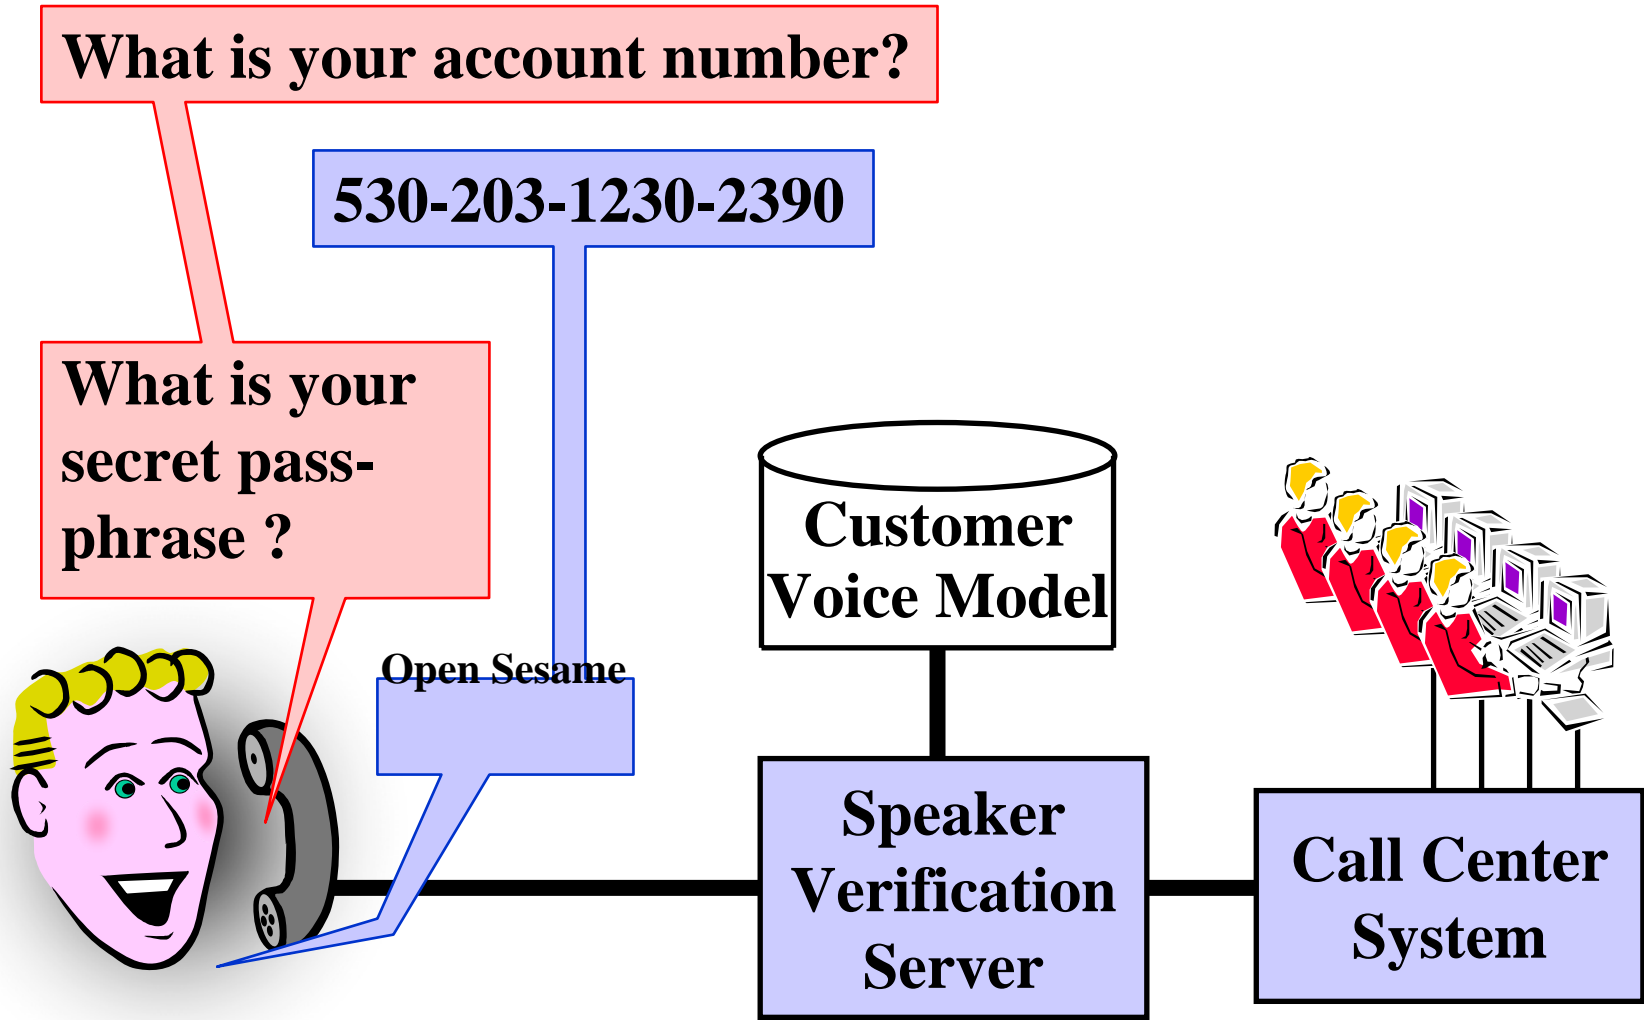 What is your account number?
530-203-1230-2390
What is your
secret pass-
phrase ?
Open Sesame
Customer
Voice Model
Speaker
Verification
Server
Call Center
System